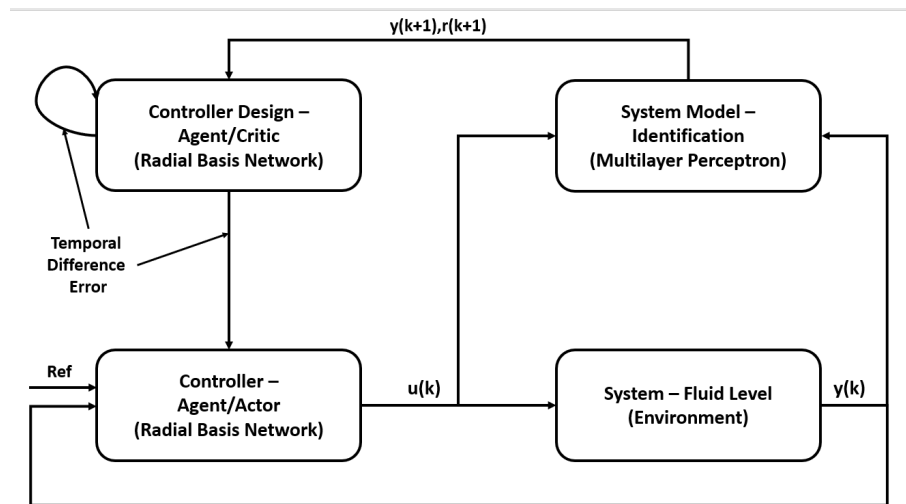 y(k+1),r(k+1)
Controller Design –
Agent/Critic
(Radial Basis Network)
System Model –
Identification
(Multilayer Perceptron)
Temporal
Difference
Error
Ref
Controller –
Agent/Actor
(Radial Basis Network)
u(k)
System – Fluid Level
(Environment)
y(k)